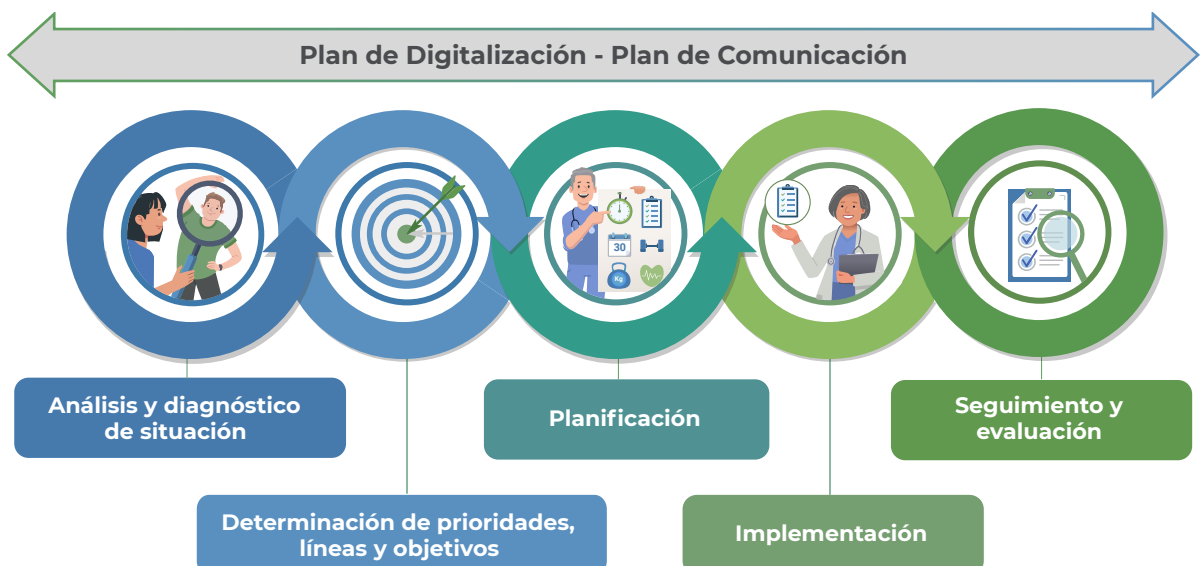 Plan de Digitalización - Plan de Comunicación
30
Kg
Análisis y diagnóstico
de situación
Planificación
Seguimiento y
evaluación
Determinación de prioridades,
líneas y objetivos
Implementación